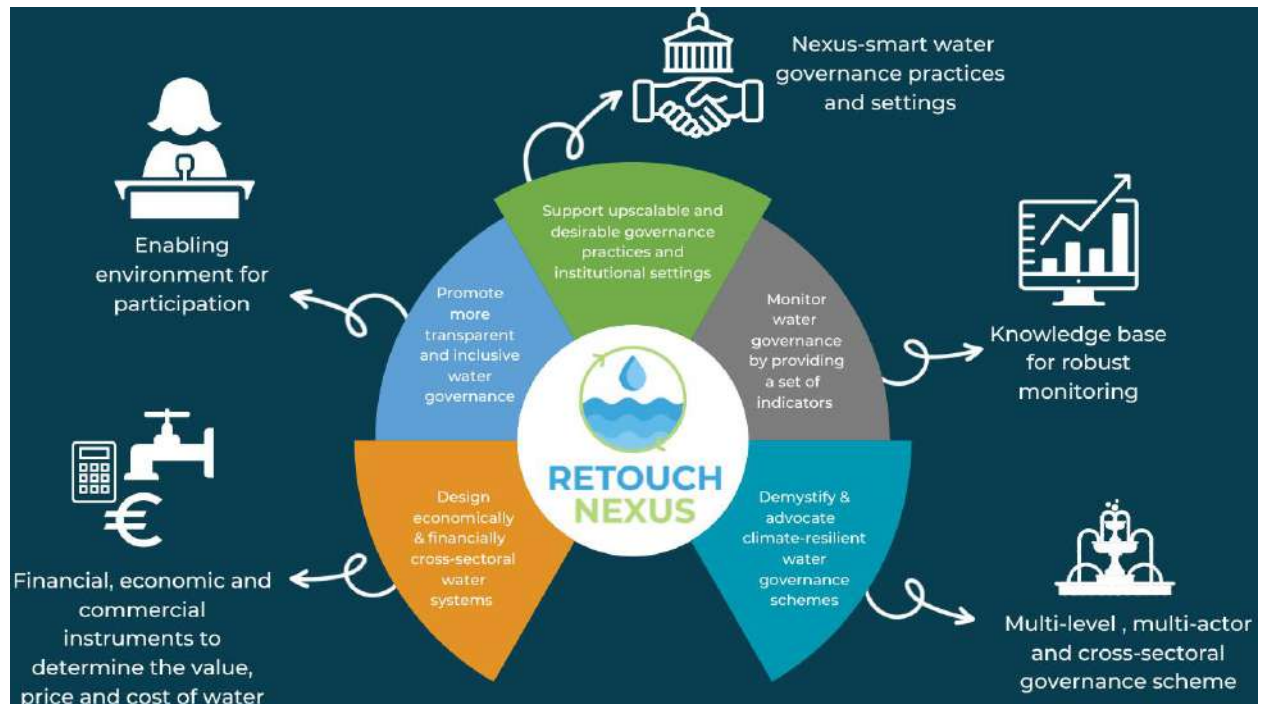 Nexus-smart water
governance practices
and settings
Enabling
environment for
participation
Support upscalable and
desirable governance
practices and
institutional settings
Promote
more
transparent
and inclusive
water
governance
Monitor
water
governance
by providing
a set of
indicators
Knowledge base
for robust
monitoring
RETOUCH
NEXUS
Design
economically
& financially
cross-sectoral
water
systems
Demystify &
advocate
climate-resilient
water
governance
schemes
€
Financial, economic and
commercial
instruments to
determine the value,
price and cost of water
Multi-level , multi-actor
and cross-sectoral
governance scheme